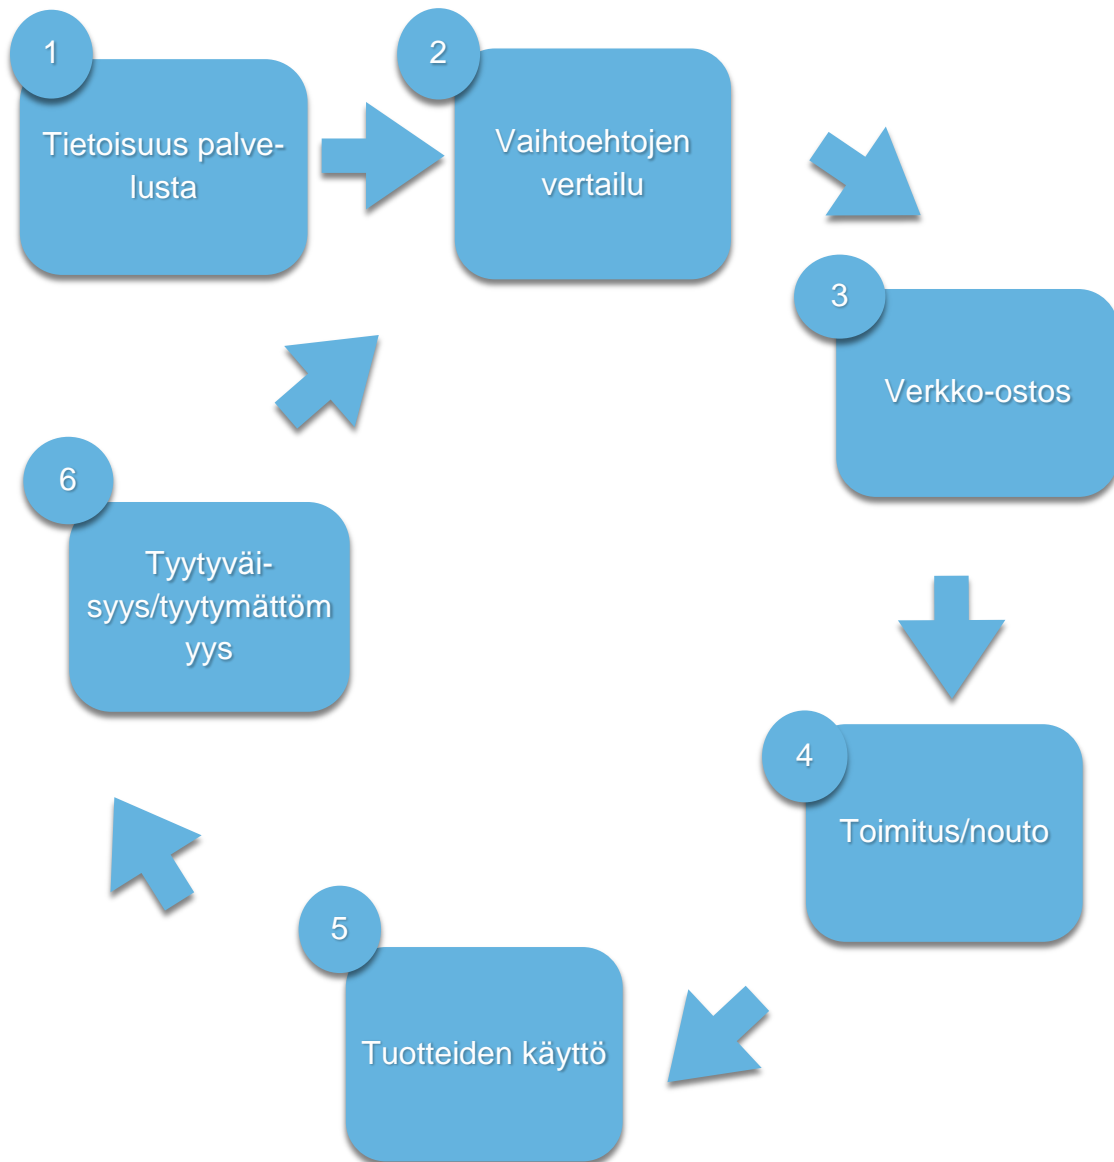 1
Tietoisuus palve-
lusta
2
Vaihtoehtojen
vertailu
3
Verkko-ostos
4
Toimitus/nouto
5
Tuotteiden käyttö
6
Tyytyväi-
syys/tyytymättöm
yys